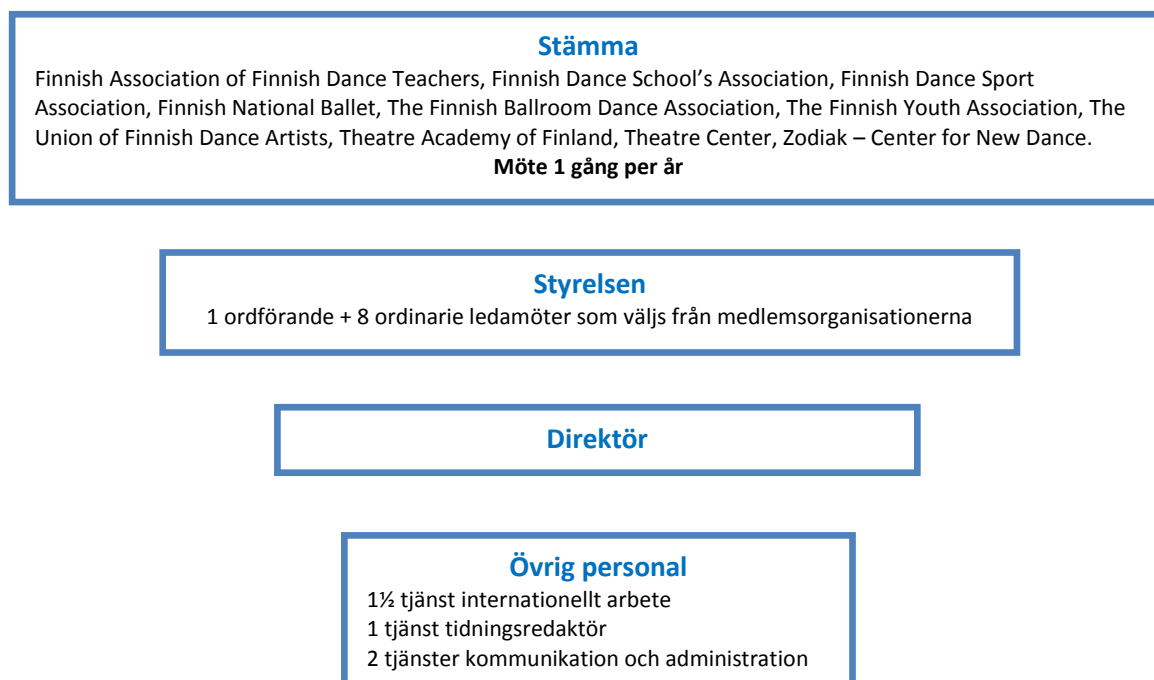 Stämma
Finnish Association of Finnish Dance Teachers, Finnish Dance School’s Association, Finnish Dance Sport
Association, Finnish National Ballet, The Finnish Ballroom Dance Association, The Finnish Youth Association, The
Union of Finnish Dance Artists, Theatre Academy of Finland, Theatre Center, Zodiak – Center for New Dance.
Möte 1 gång per år
Styrelsen
1 ordförande + 8 ordinarie ledamöter som väljs från medlemsorganisationerna
Direktör
Övrig personal
1½ tjänst internationellt arbete
1 tjänst tidningsredaktör
2 tjänster kommunikation och administration